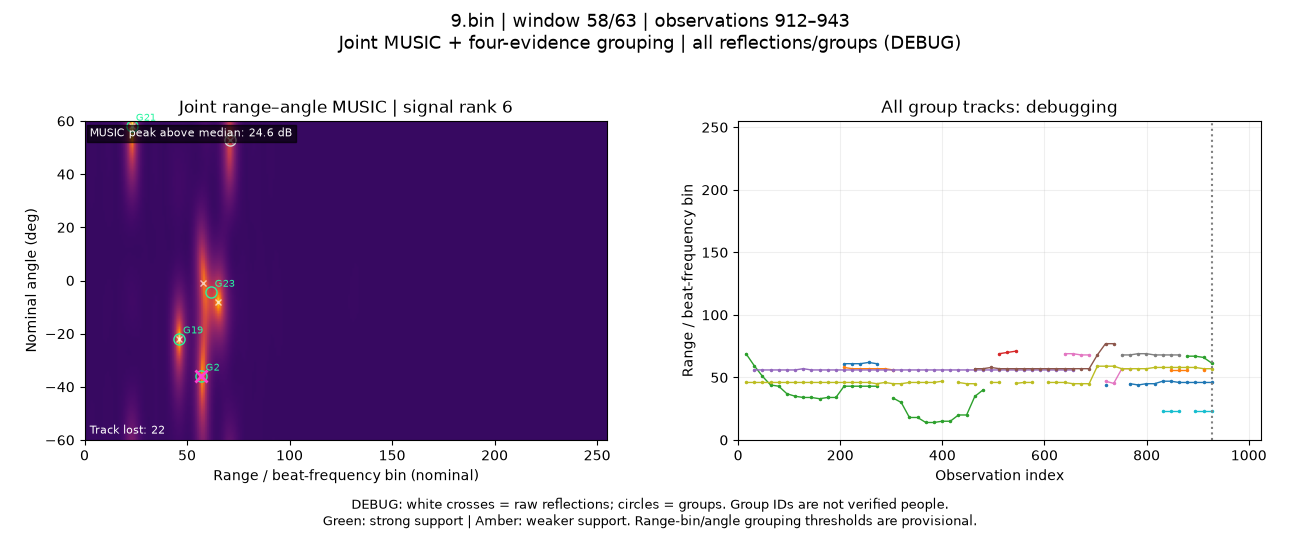 9.bin | window 58/63 | observations 912–943
Joint MUSIC + four-evidence grouping | all reflections/groups (DEBUG)
Joint range–angle MUSIC | signal rank 6
G21
MUSIC peak above median: 24.6 dB
G23
G19
G2
Track lost: 22
60
40
20
0
−20
−40
−60
Nominal angle (deg)
0 50 100 150 200 250
Range / beat-frequency bin (nominal)
All group tracks: debugging
250
200
150
100
50
0
Range / beat-frequency bin
0 200 400 600 800 1000
Observation index
DEBUG: white crosses = raw reflections; circles = groups. Group IDs are not verified people.
Green: strong support | Amber: weaker support. Range-bin/angle grouping thresholds are provisional.